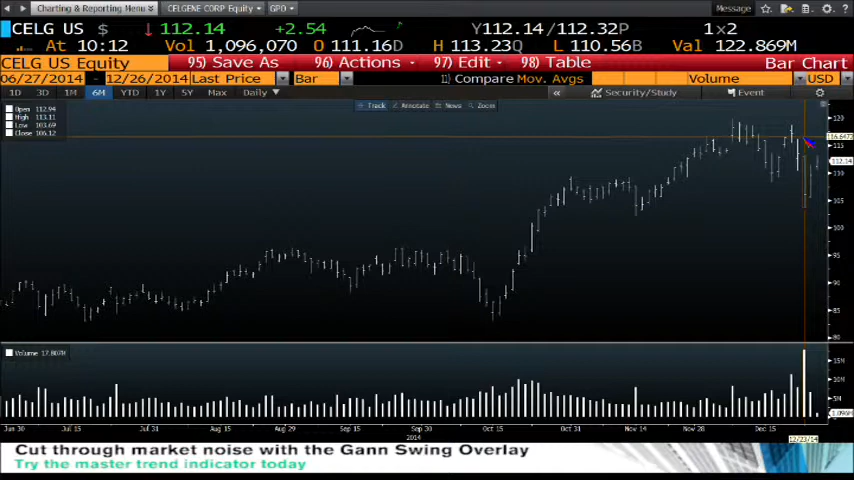 Charting & Reporting Menu CELGENE CORP Equity GPO Message
CELG US $ 112.14 +2.54 Y112.14/112.32P 1x2
At 10:12 Vol 1,096,070 O 111.16D H 113.23Q L 110.56B Val 122.869M
CELG US Equity 95) Save As 96) Actions 97) Edit 98) Table Bar Chart
06/27/2014 - 12/26/2014 Last Price Bar 1) Compare Mov. Avgs Volume USD
1D 3D 1M 6M YTD 1Y 5Y Max Daily « Security/Study Event
Track Annotate News Zoom
Open 112.94
High 113.11
Low 103.69
Close 106.12
120
116.6473
115
112.14
110
105
100
95
90
85
80
Volume 17.807M
15M
10M
5M
1.096M
Jun 30 Jul 15 Jul 31 Aug 15 Aug 29 Sep 15 Sep 30 Oct 15 Oct 31 Nov 14 Nov 28 Dec 15
2014
12/23/14
Cut through market noise with the Gann Swing Overlay
Try the master trend indicator today